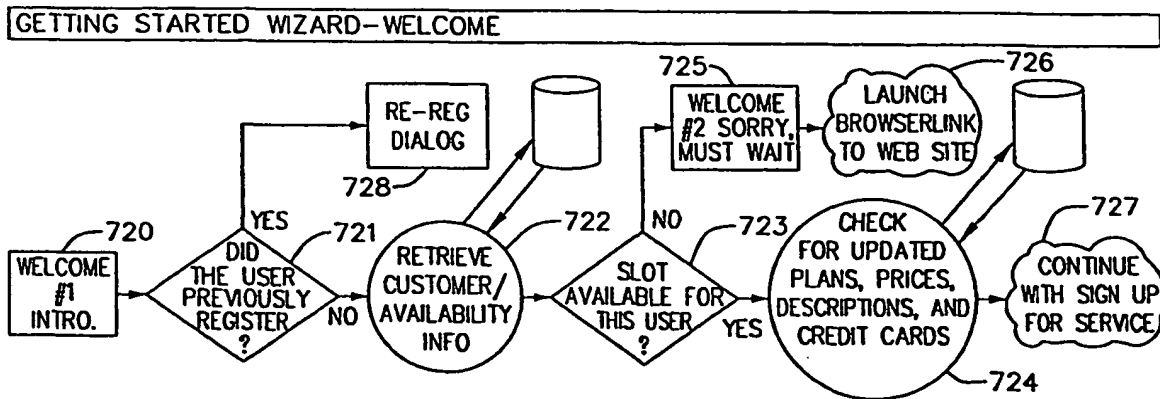 GETTING STARTED WIZARD-WELCOME
720
WELCOME
#1
INTRO.
YES
DID
THE USER
PREVIOUSLY
REGISTER
?
721
NO
RE-REG
DIALOG
728
RETRIEVE
CUSTOMER/
AVAILABILITY
INFO
722
NO
SLOT
AVAILABLE FOR
THIS USER
?
723
YES
725
WELCOME
#2 SORRY,
MUST WAIT
726
LAUNCH
BROWSERLINK
TO WEB SITE
CHECK
FOR UPDATED
PLANS, PRICES,
DESCRIPTIONS, AND
CREDIT CARDS
724
727
CONTINUE
WITH SIGN UP
FOR SERVICE